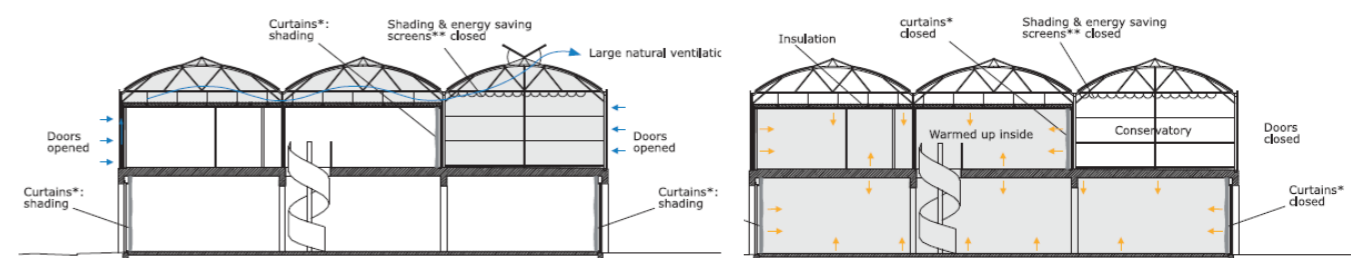 Curtains*:
shading
Shading & energy saving
screens** closed
Large natural ventilatio
Doors
opened
Doors
opened
Curtains*:
shading
Curtains*:
shading
Insulation
curtains*
closed
Shading & energy saving
screens** closed
Warmed up inside
Conservatory
Doors
closed
Curtains*
closed